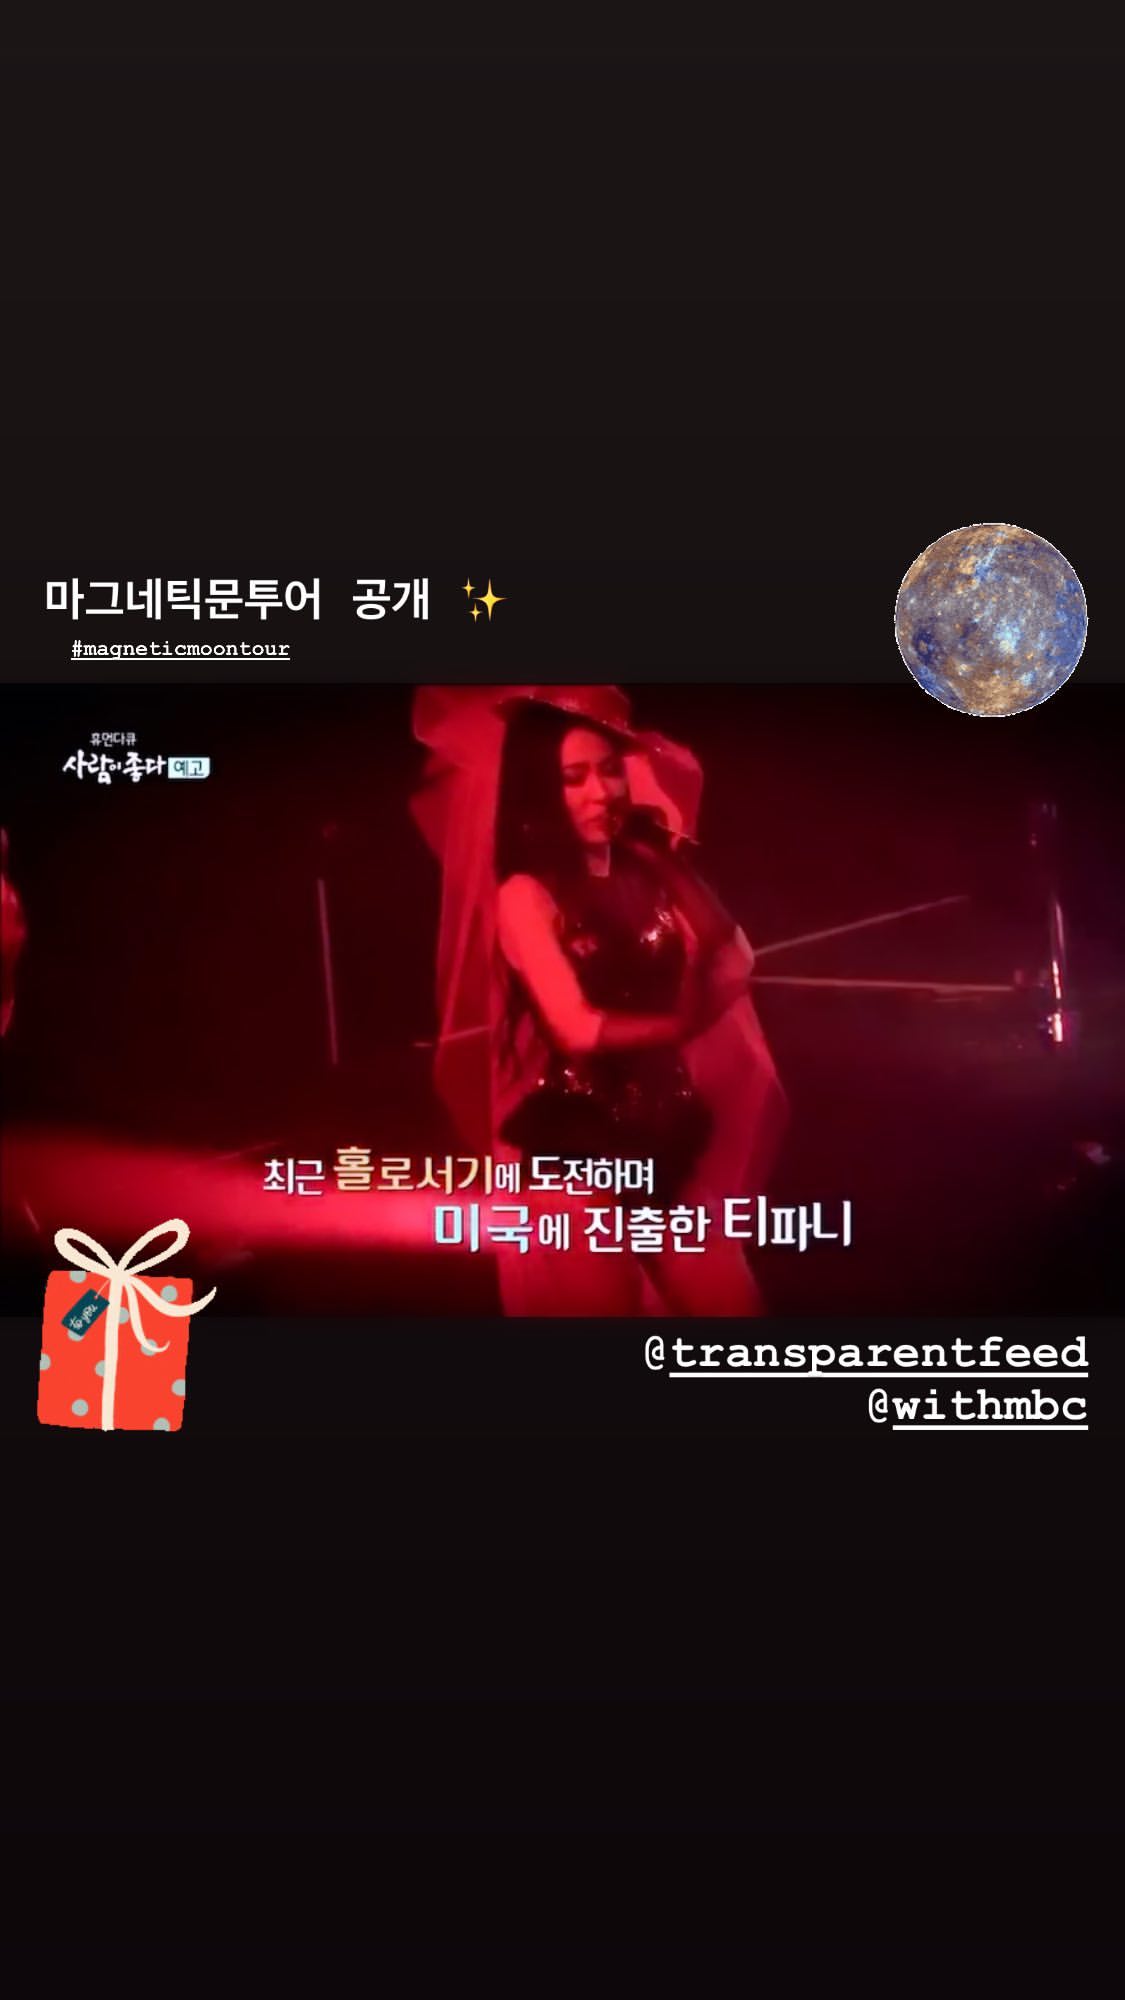 마그네틱문투어 공개 ✨
#magneticmoontour
휴먼다큐
사람이좋다 예고
최근 홀로서기에 도전하며
미국에 진출한 티파니
to you
@transparentfeed
@withmbc